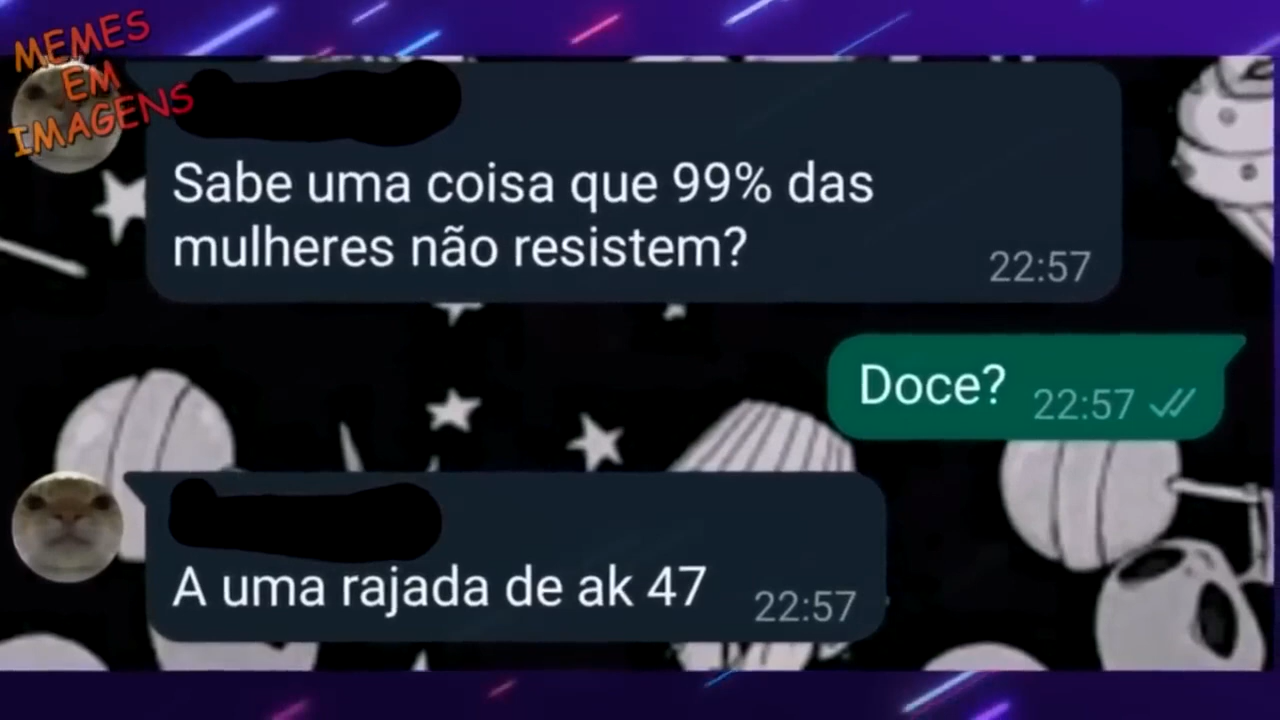 MEMES
EM
IMAGENS
Sabe uma coisa que 99% das
mulheres não resistem?
22:57
Doce? 22:57
A uma rajada de ak 47 22:57